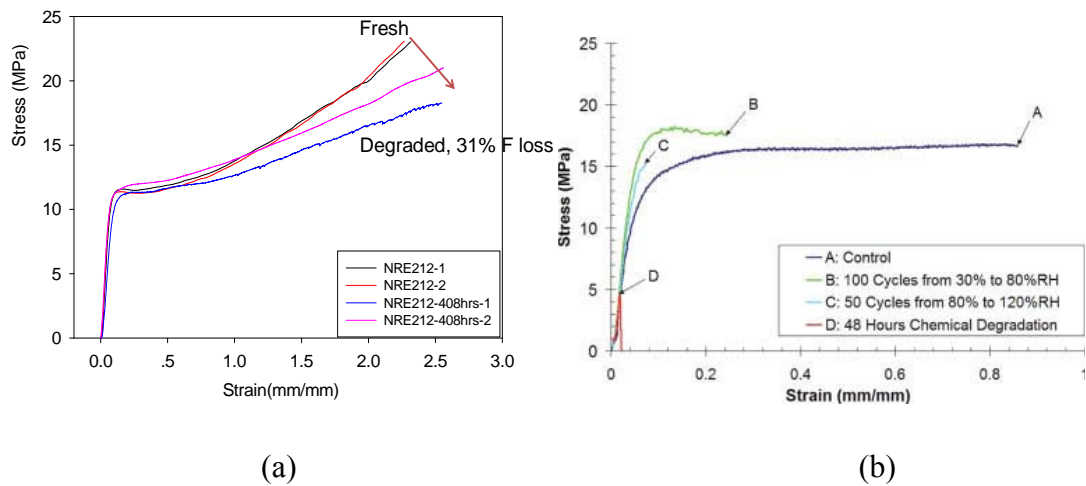 25
20
15
10
5
0
Stress (MPa)
0.0
.5
1.0
1.5
2.0
2.5
3.0
Strain(mm/mm)
Fresh
Degraded, 31% F loss
NRE212-1
NRE212-2
NRE212-408hrs-1
NRE212-408hrs-2
(a)
25
20
15
10
5
0
Stress (MPa)
0
0.2
0.4
0.6
0.8
1
Strain (mm/mm)
B
A
C
D
A: Control
B: 100 Cycles from 30% to 80%RH
C: 50 Cycles from 80% to 120%RH
D: 48 Hours Chemical Degradation
(b)